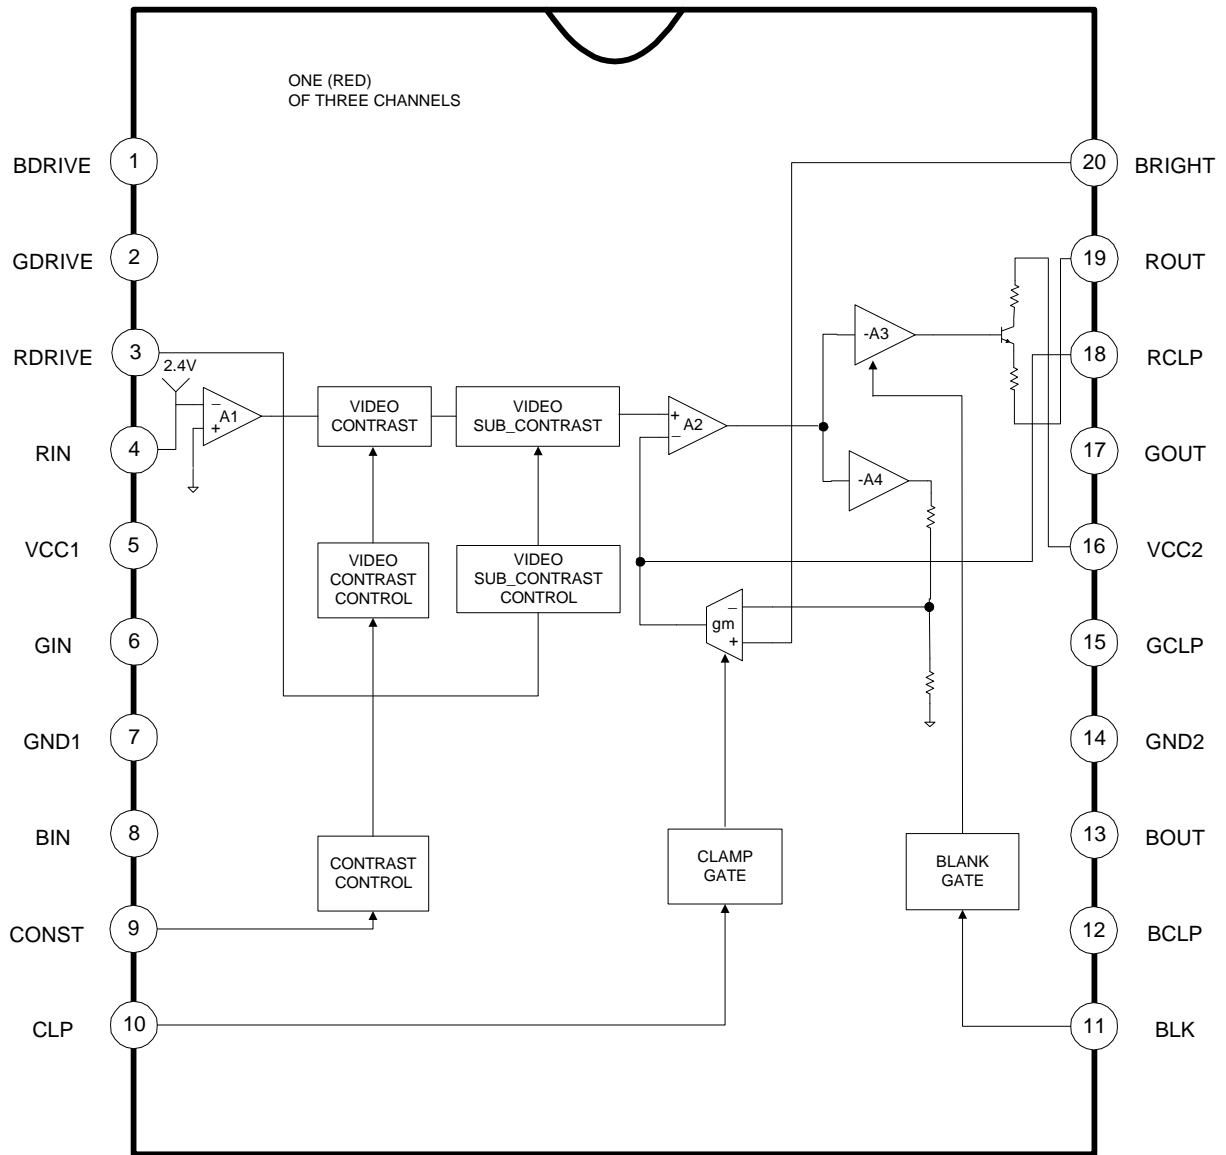 ONE (RED)
OF THREE CHANNELS
BDRIVE
1
GDRIVE
2
RDRIVE
3
RIN
4
VCC1
5
GIN
6
GND1
7
BIN
8
CONST
9
CLP
10
20
BRIGHT
19
ROUT
18
RCLP
17
GOUT
16
VCC2
15
GCLP
14
GND2
13
BOUT
12
BCLP
11
BLK
2.4V
−
A1
+
VIDEO
CONTRAST
VIDEO
SUB_CONTRAST
+
A2
−
-A3
-A4
VIDEO
CONTRAST
CONTROL
VIDEO
SUB_CONTRAST
CONTROL
−
gm
+
CONTRAST
CONTROL
CLAMP
GATE
BLANK
GATE